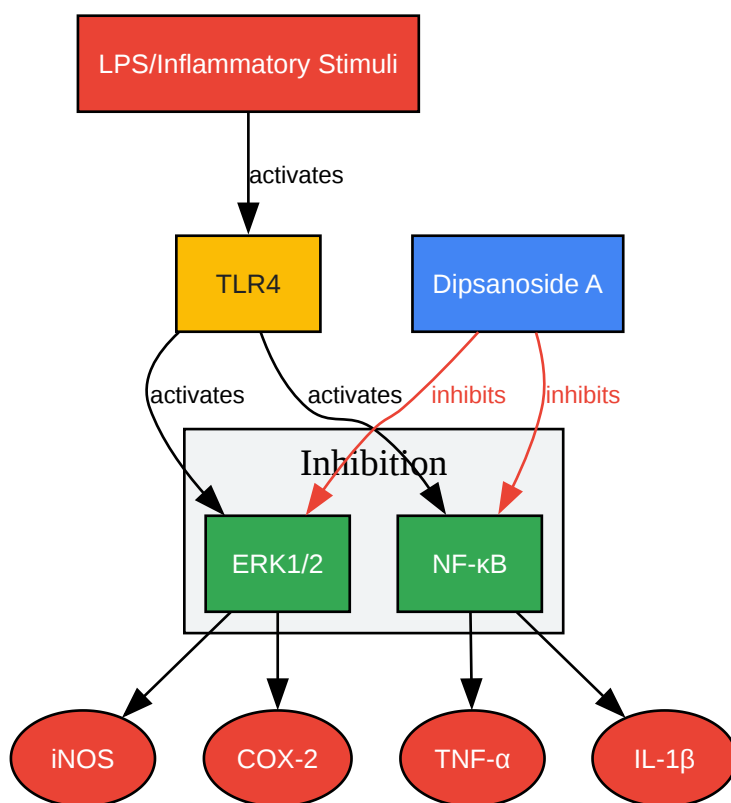 LPS/Inflammatory Stimuli
activates
TLR4
Dipsanoside A
activates
activates
inhibits
inhibits
Inhibition
ERK1/2
NF-κB
iNOS
COX-2
TNF-α
IL-1β